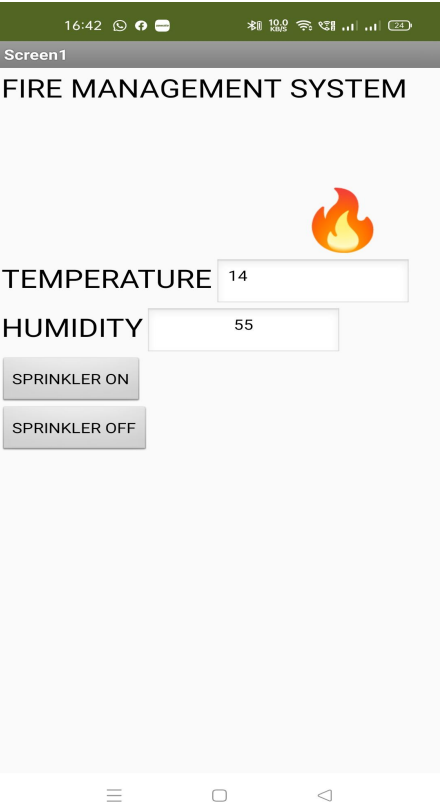 16:42 10.0 KB/S 24
Screen1
FIRE MANAGEMENT SYSTEM
TEMPERATURE 14
HUMIDITY 55
SPRINKLER ON
SPRINKLER OFF